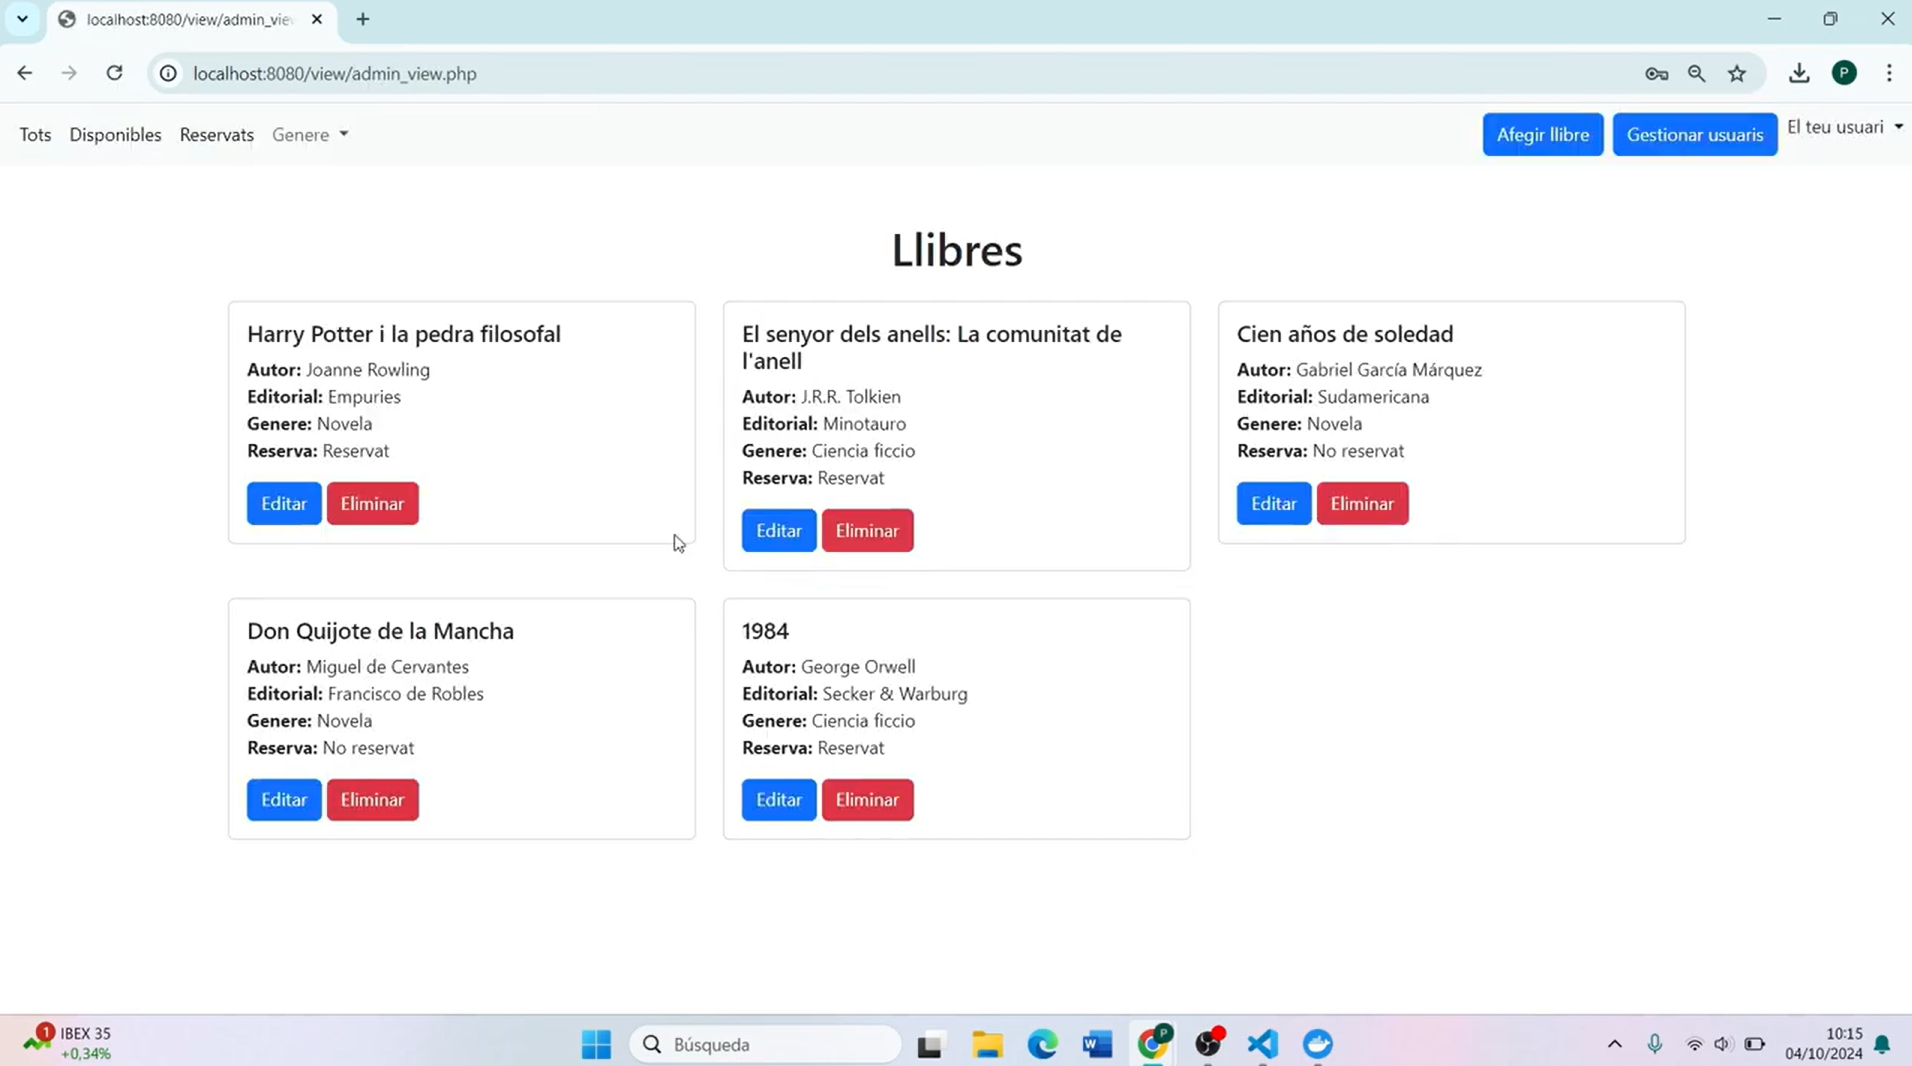 localhost:8080/view/admin_vie
localhost:8080/view/admin_view.php
P
Tots Disponibles Reservats Genere
Afegir llibre Gestionar usuaris El teu usuari
Llibres
Harry Potter i la pedra filosofal
Autor: Joanne Rowling
Editorial: Empuries
Genere: Novela
Reserva: Reservat
Editar Eliminar
El senyor dels anells: La comunitat de
l'anell
Autor: J.R.R. Tolkien
Editorial: Minotauro
Genere: Ciencia ficcio
Reserva: Reservat
Editar Eliminar
Cien años de soledad
Autor: Gabriel García Márquez
Editorial: Sudamericana
Genere: Novela
Reserva: No reservat
Editar Eliminar
Don Quijote de la Mancha
Autor: Miguel de Cervantes
Editorial: Francisco de Robles
Genere: Novela
Reserva: No reservat
Editar Eliminar
1984
Autor: George Orwell
Editorial: Secker & Warburg
Genere: Ciencia ficcio
Reserva: Reservat
Editar Eliminar
1
IBEX 35
+0,34%
Búsqueda
W
P
10:15
04/10/2024